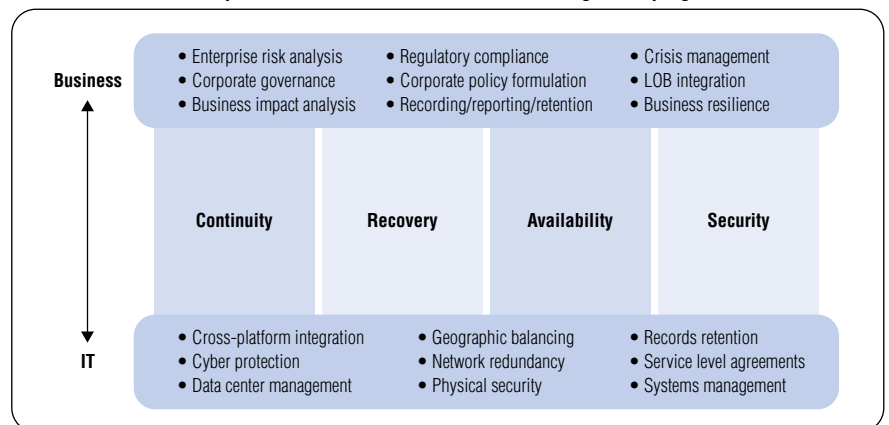 Business
• Enterprise risk analysis
• Corporate governance
• Business impact analysis
• Regulatory compliance
• Corporate policy formulation
• Recording/reporting/retention
• Crisis management
• LOB integration
• Business resilience
Continuity
Recovery
Availability
Security
IT
• Cross-platform integration
• Cyber protection
• Data center management
• Geographic balancing
• Network redundancy
• Physical security
• Records retention
• Service level agreements
• Systems management